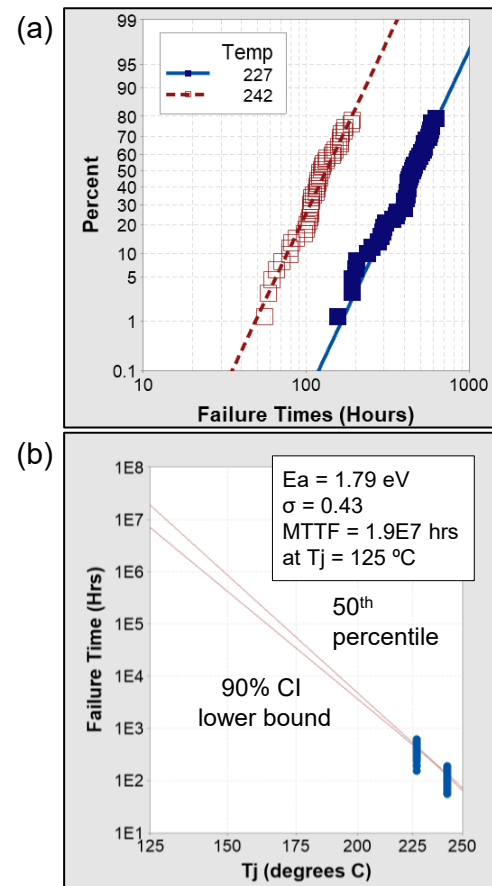 (a)
99
95
90
80
70
60
50
40
30
20
10
5
1
0.1
Percent
Temp
227
242
10 100 1000
Failure Times (Hours)
(b)
1E8
1E7
1E6
1E5
1E4
1E3
1E2
1E1
Failure Time (Hrs)
Ea = 1.79 eV
σ = 0.43
MTTF = 1.9E7 hrs
at Tj = 125 ºC
50th
percentile
90% CI
lower bound
125 150 175 200 225 250
Tj (degrees C)